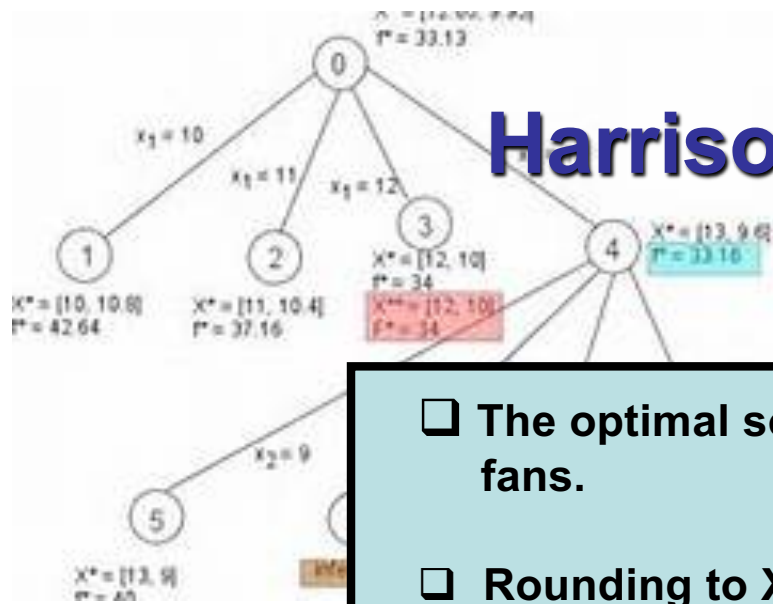 f* = 33.13
0
x1 = 10
x1 = 11
x1 = 12
Harriso
1
2
3
4
X* = [13, 9.6]
f* = 33.16
X* = [12, 10]
f* = 34
X** = [12, 10]
F* = 34
X* = [10, 10.8]
f* = 42.64
X* = [11, 10.4]
f* = 37.16
x2 = 9
5
X* = [13, 9]
f* = 40
❑ The optimal s
fans.
❑ Rounding to X